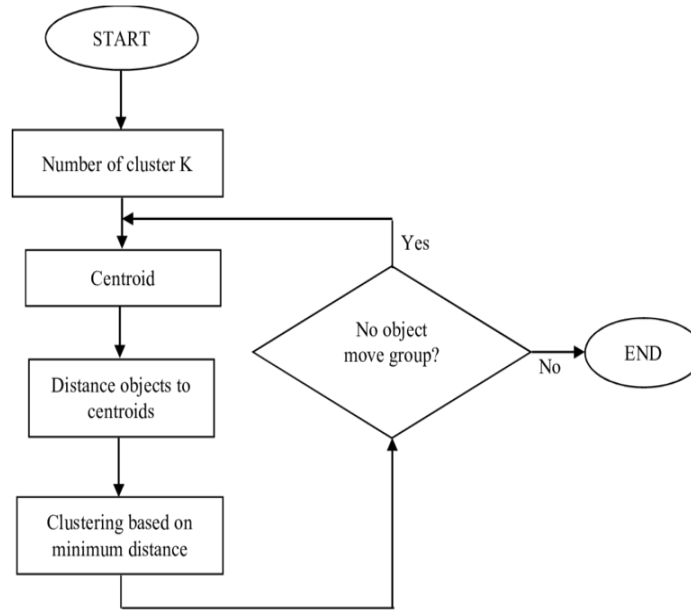 START
Number of cluster K
Centroid
Distance objects to
centroids
Clustering based on
minimum distance
Yes
No object
move group?
No
END